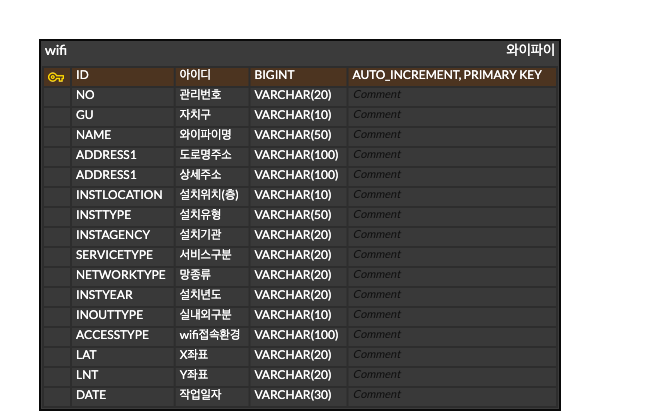 wifi 와이파이
ID 아이디 BIGINT AUTO_INCREMENT, PRIMARY KEY
NO 관리번호 VARCHAR(20) Comment
GU 자치구 VARCHAR(10) Comment
NAME 와이파이명 VARCHAR(50) Comment
ADDRESS1 도로명주소 VARCHAR(100) Comment
ADDRESS1 상세주소 VARCHAR(100) Comment
INSTLOCATION 설치위치(층) VARCHAR(10) Comment
INSTTYPE 설치유형 VARCHAR(50) Comment
INSTAGENCY 설치기관 VARCHAR(20) Comment
SERVICETYPE 서비스구분 VARCHAR(20) Comment
NETWORKTYPE 망종류 VARCHAR(20) Comment
INSTYEAR 설치년도 VARCHAR(20) Comment
INOUTTYPE 실내외구분 VARCHAR(10) Comment
ACCESSTYPE wifi접속환경 VARCHAR(100) Comment
LAT X좌표 VARCHAR(20) Comment
LNT Y좌표 VARCHAR(20) Comment
DATE 작업일자 VARCHAR(30) Comment